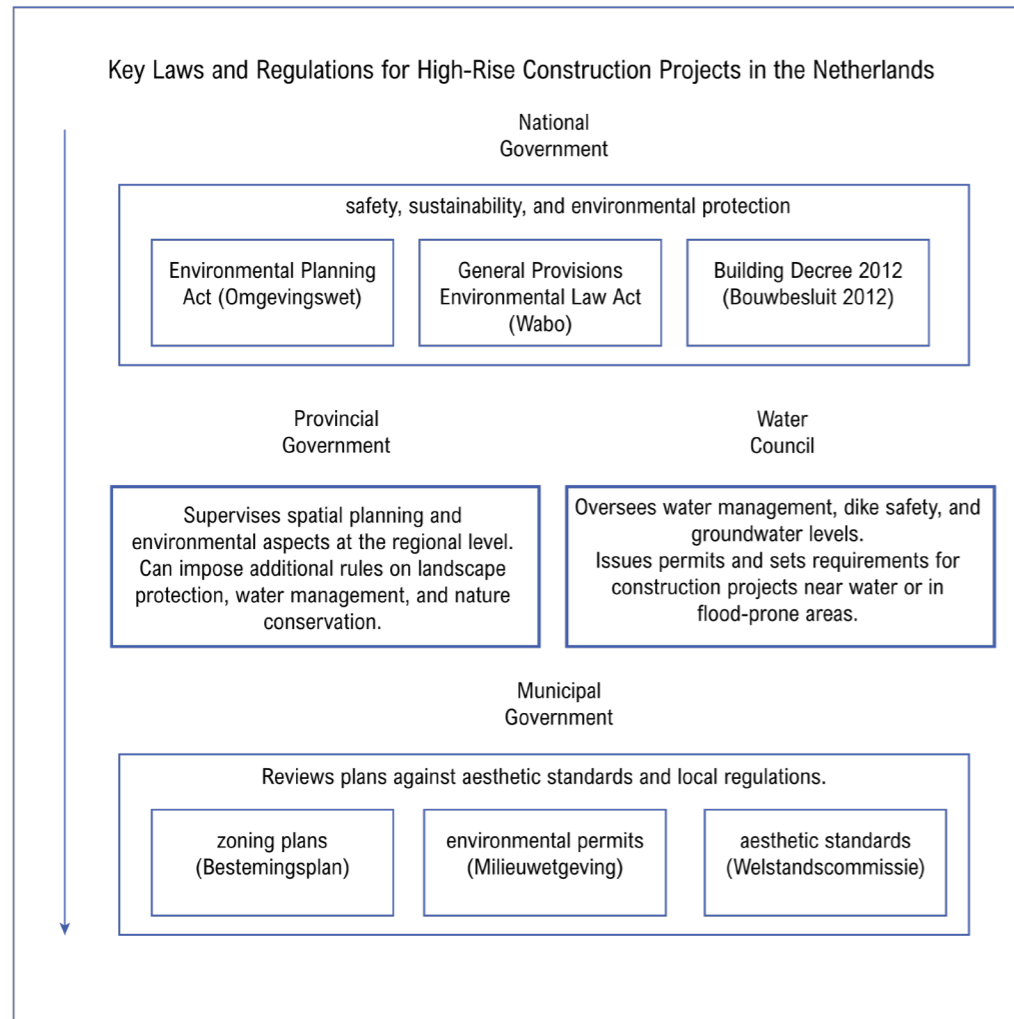 Key Laws and Regulations for High-Rise Construction Projects in the Netherlands
National
Government
safety, sustainability, and environmental protection
Environmental Planning
Act (Omgevingswet)
General Provisions
Environmental Law Act
(Wabo)
Building Decree 2012
(Bouwbesluit 2012)
Provincial
Government
Supervises spatial planning and
environmental aspects at the regional level.
Can impose additional rules on landscape
protection, water management, and nature
conservation.
Water
Council
Oversees water management, dike safety, and
groundwater levels.
Issues permits and sets requirements for
construction projects near water or in
flood-prone areas.
Municipal
Government
Reviews plans against aesthetic standards and local regulations.
zoning plans
(Bestemingsplan)
environmental permits
(Milieuwetgeving)
aesthetic standards
(Welstandscommissie)